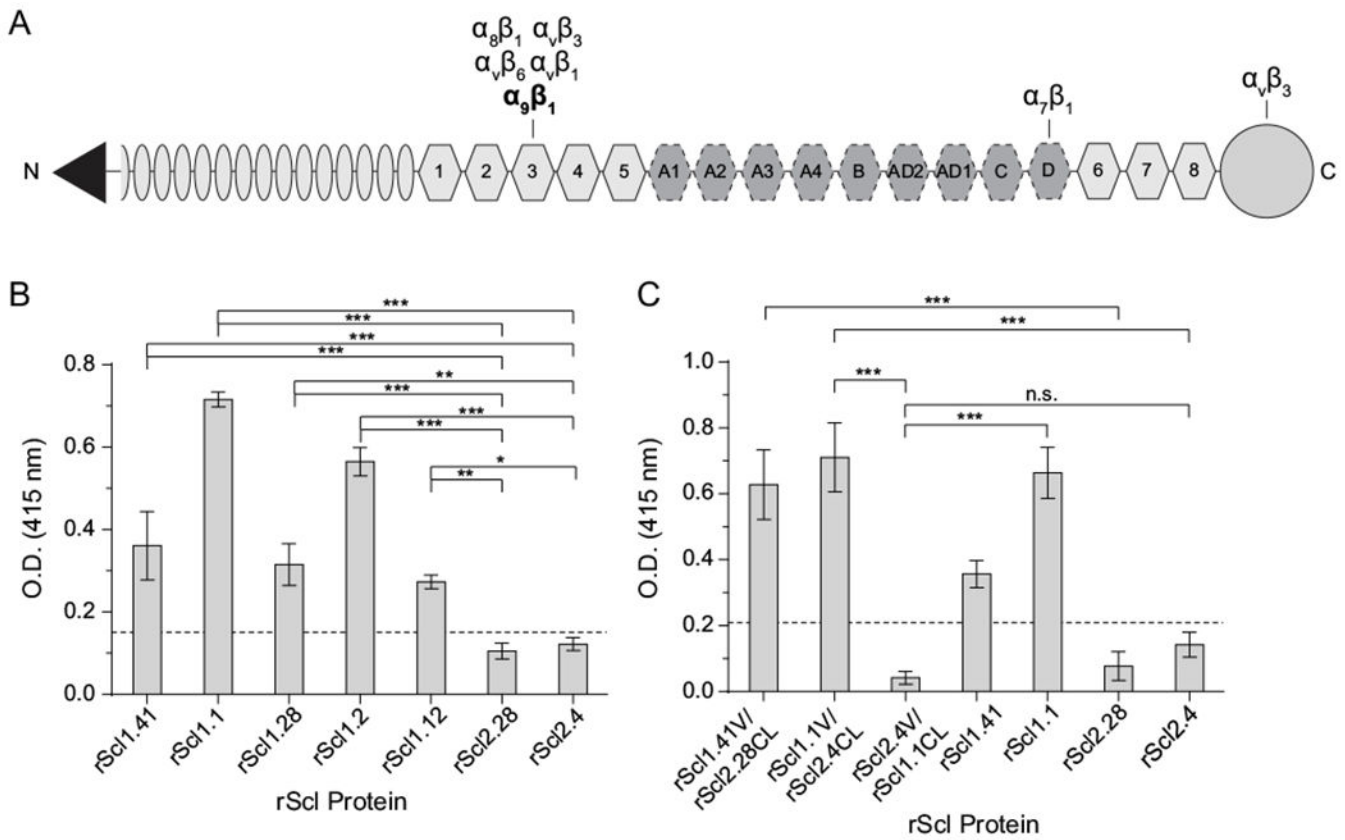 A
α8β1 αvβ3
αvβ6 αvβ1
α9β1
α7β1
αvβ3
N 1 2 3 4 5 A1 A2 A3 A4 B AD2 AD1 C D 6 7 8 C
B
***
***
***
***
**
***
***
***
*
**
0.8
0.6
0.4
0.2
0.0
O.D. (415 nm)
rScl1.41
rScl1.1
rScl1.28
rScl1.2
rScl1.12
rScl2.28
rScl2.4
rScl Protein
C
***
***
***
n.s.
***
1.0
0.8
0.6
0.4
0.2
0.0
O.D. (415 nm)
rScl1.41V/
rScl2.28CL
rScl1.1V/
rScl2.4CL
rScl2.4V/
rScl1.1CL
rScl1.41
rScl1.1
rScl2.28
rScl2.4
rScl Protein